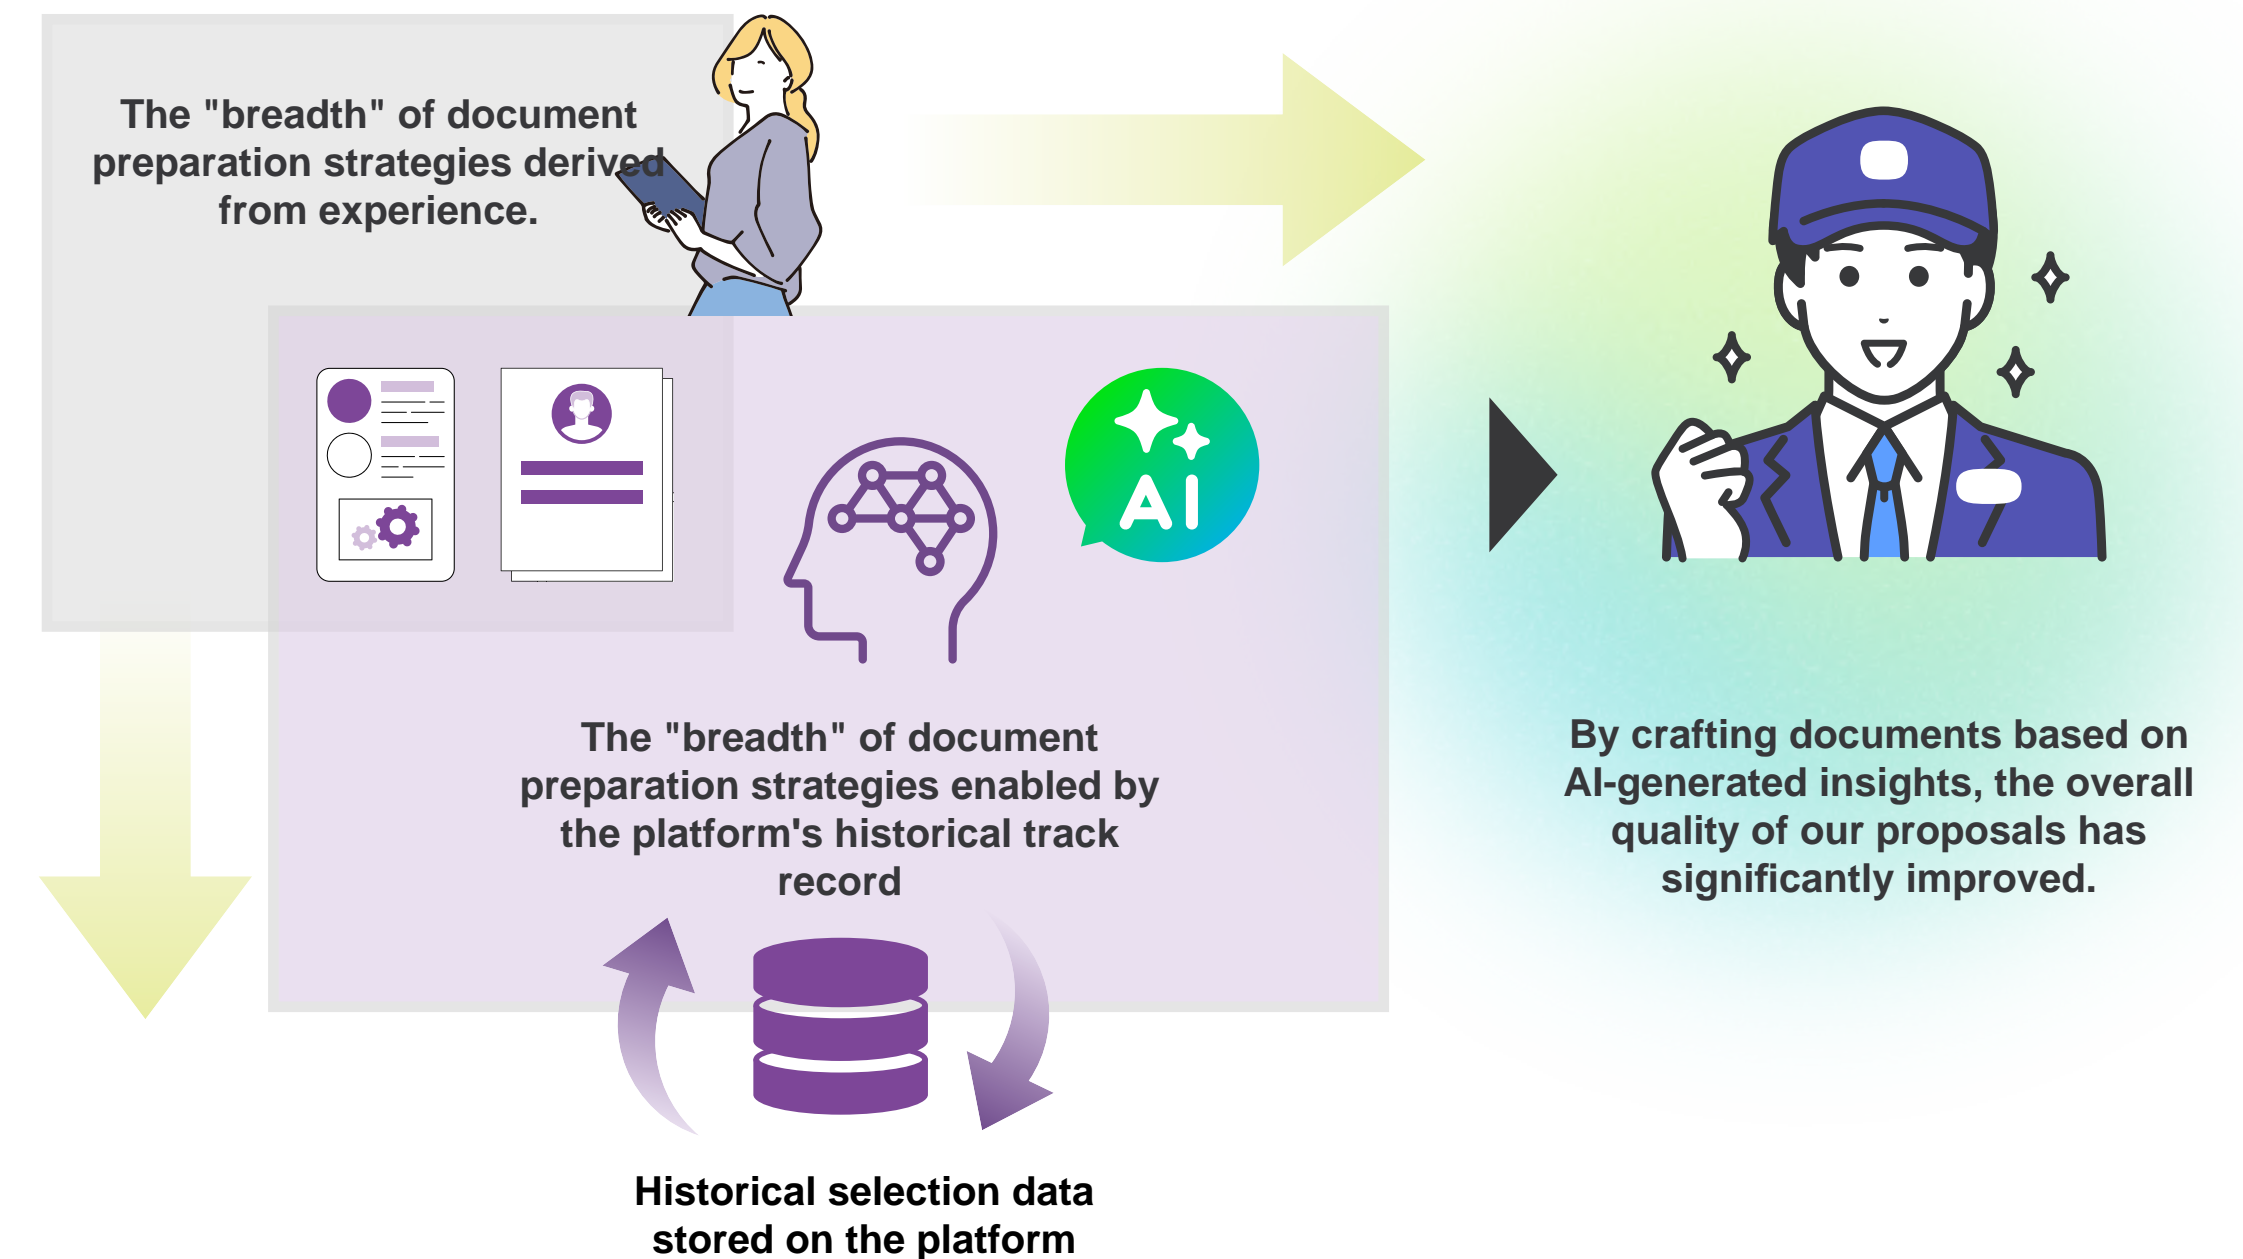 The "breadth" of document
preparation strategies derived
from experience.
AI
The "breadth" of document
preparation strategies enabled by
the platform's historical track
record
By crafting documents based on
AI-generated insights, the overall
quality of our proposals has
significantly improved.
Historical selection data
stored on the platform